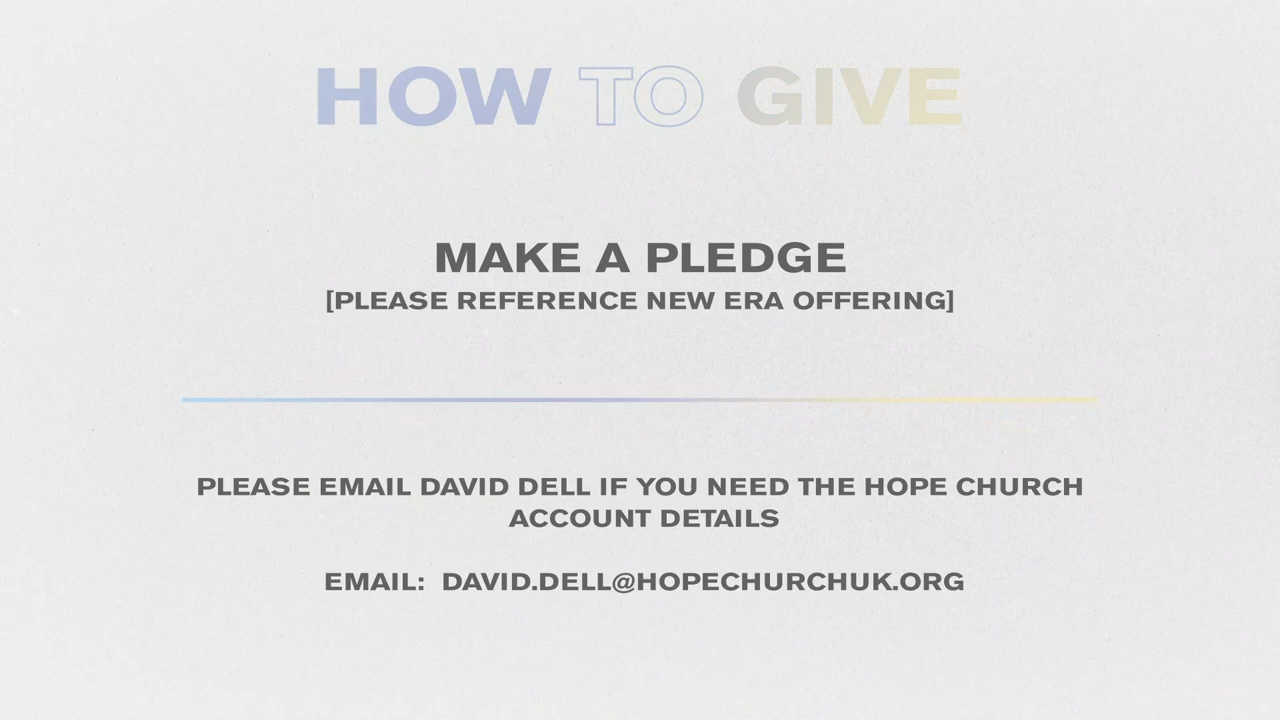 HOW TO GIVE
MAKE A PLEDGE
[PLEASE REFERENCE NEW ERA OFFERING]
PLEASE EMAIL DAVID DELL IF YOU NEED THE HOPE CHURCH
ACCOUNT DETAILS
EMAIL: DAVID.DELL@HOPECHURCHUK.ORG